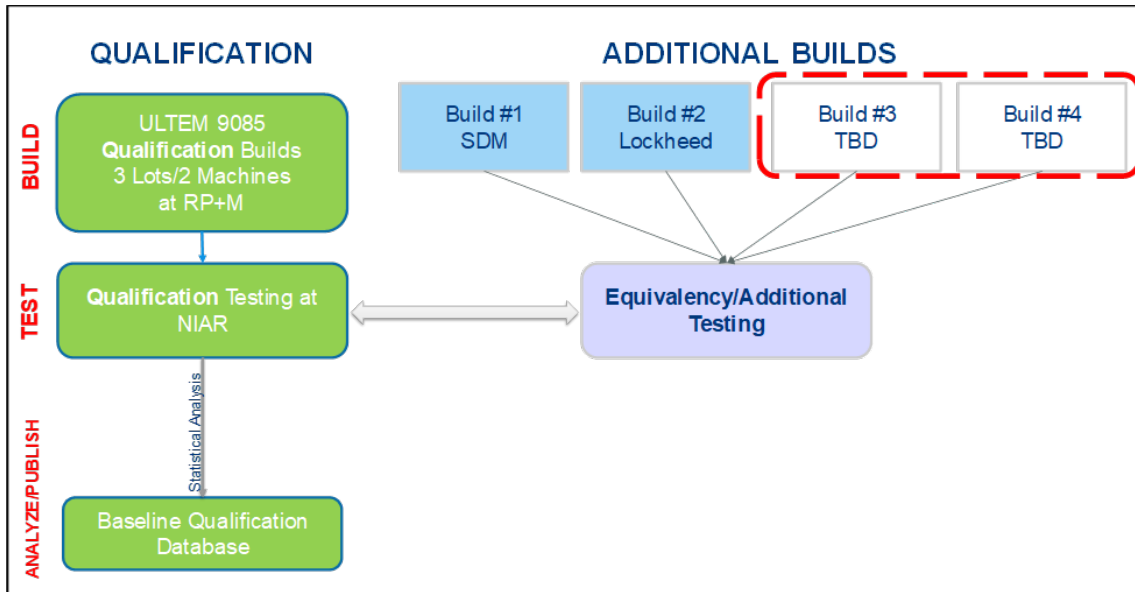 QUALIFICATION
ADDITIONAL BUILDS
BUILD
ULTEM 9085
Qualification Builds
3 Lots/2 Machines
at RP+M
Build #1
SDM
Build #2
Lockheed
Build #3
TBD
Build #4
TBD
TEST
Qualification Testing at
NIAR
Equivalency/Additional
Testing
ANALYZE/PUBLISH
Statistical Analysis
Baseline Qualification
Database